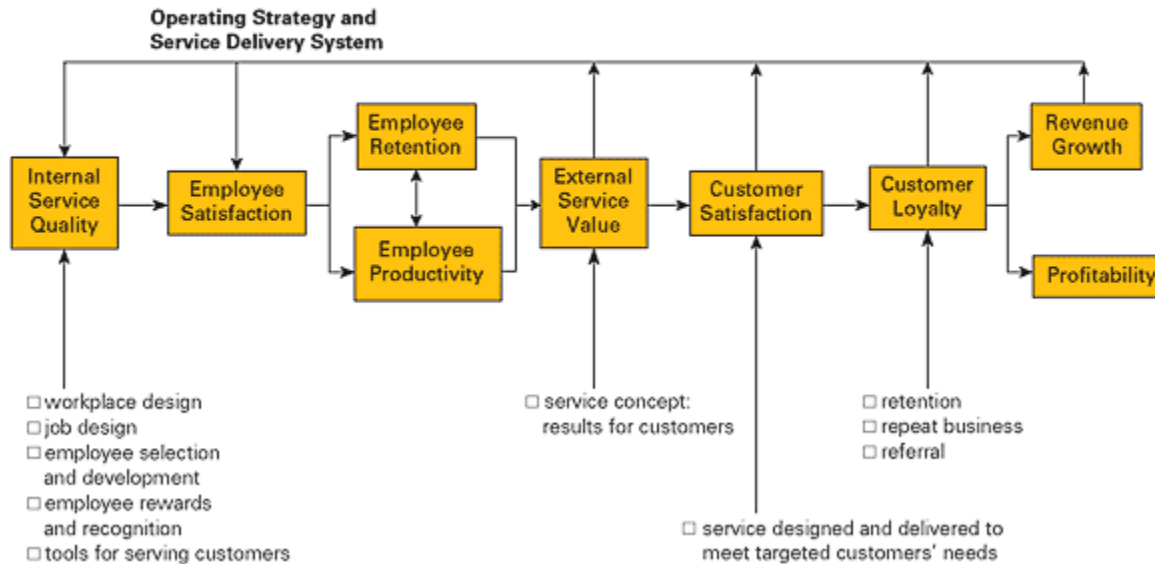 Operating Strategy and
Service Delivery System
Internal
Service
Quality
Employee
Satisfaction
Employee
Retention
Employee
Productivity
External
Service
Value
Customer
Satisfaction
Customer
Loyalty
Revenue
Growth
Profitability
□ workplace design
□ job design
□ employee selection
and development
□ employee rewards
and recognition
□ tools for serving customers
□ service concept:
results for customers
□ service designed and delivered to
meet targeted customers' needs
□ retention
□ repeat business
□ referral